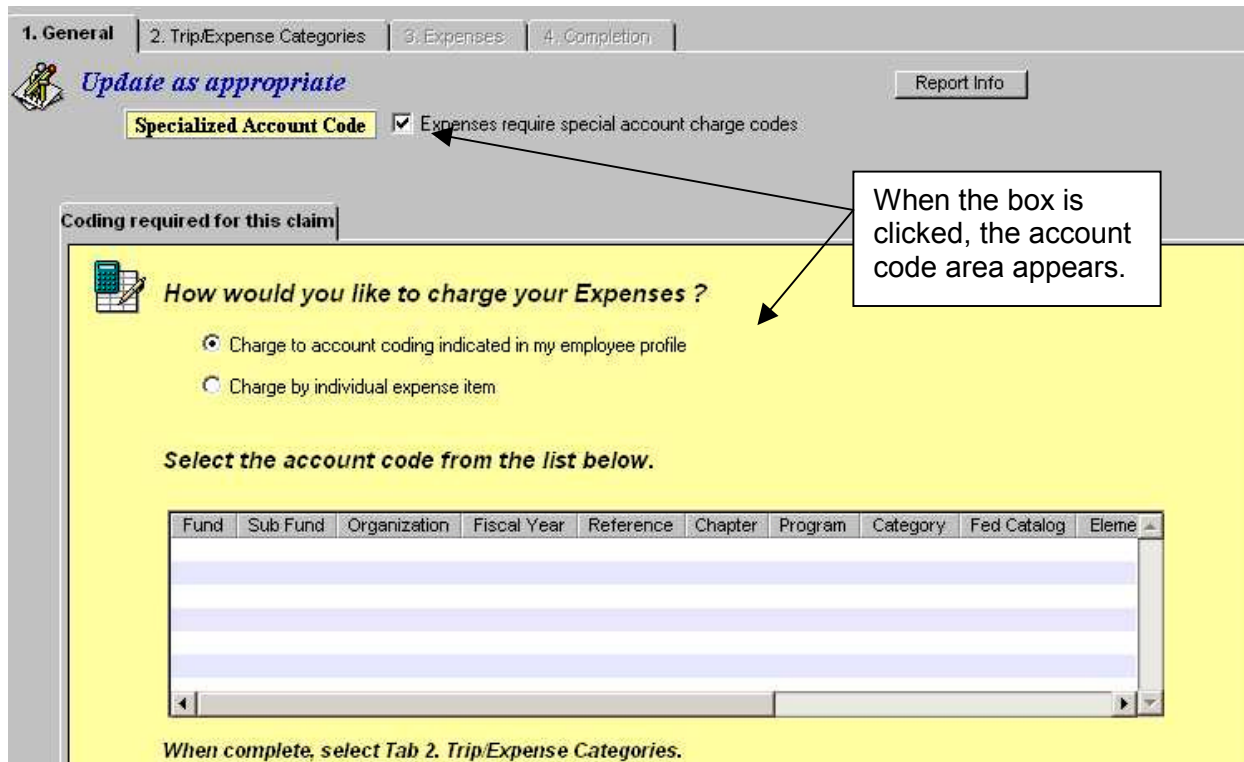 1. General 2. Trip/Expense Categories 3. Expenses 4. Completion
Update as appropriate
Report Info
Specialized Account Code Expenses require special account charge codes
When the box is
clicked, the account
code area appears.
Coding required for this claim
How would you like to charge your Expenses ?
Charge to account coding indicated in my employee profile
Charge by individual expense item
Select the account code from the list below.
Fund Sub Fund Organization Fiscal Year Reference Chapter Program Category Fed Catalog Eleme
When complete, select Tab 2. Trip/Expense Categories.